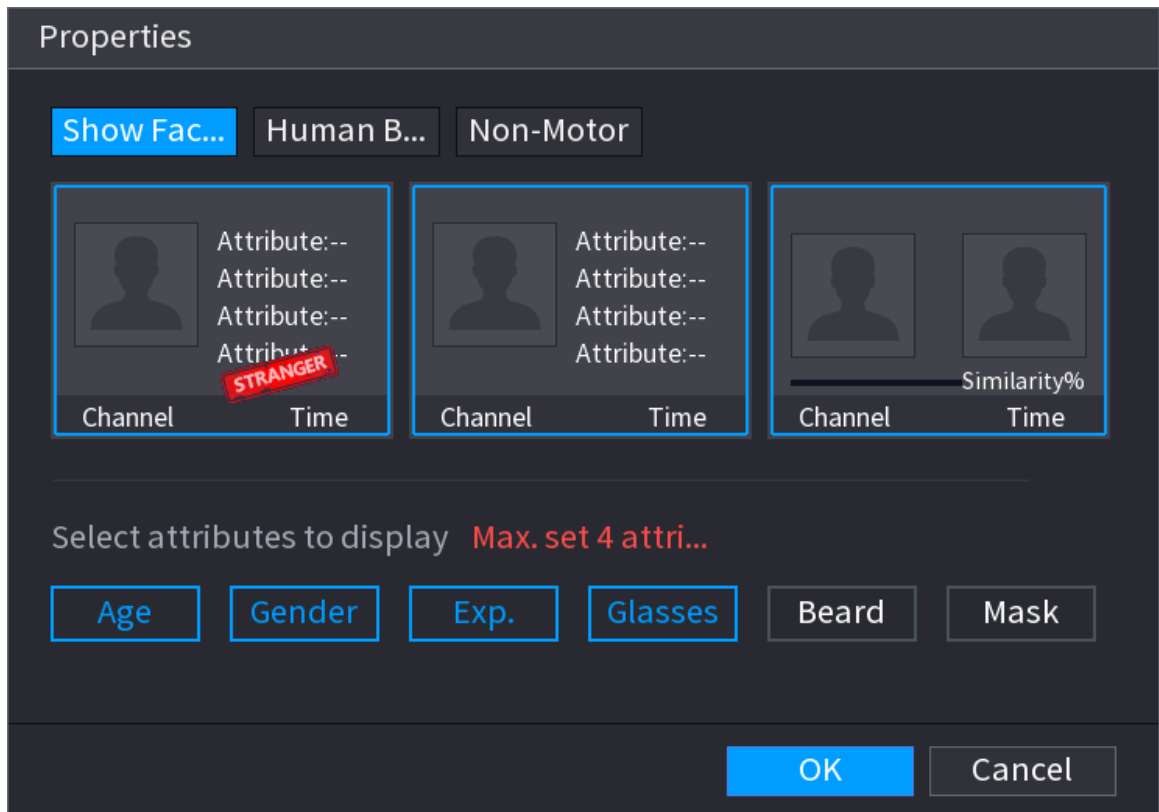 Properties
Show Fac... Human B... Non-Motor
Attribute:-- Attribute:--
Attribute:-- Attribute:--
Attribute:-- Attribute:--
Attribute:-- Attribute:--
STRANGER Similarity%
Channel Time Channel Time Channel Time
Select attributes to display Max. set 4 attri...
Age Gender Exp. Glasses Beard Mask
OK Cancel